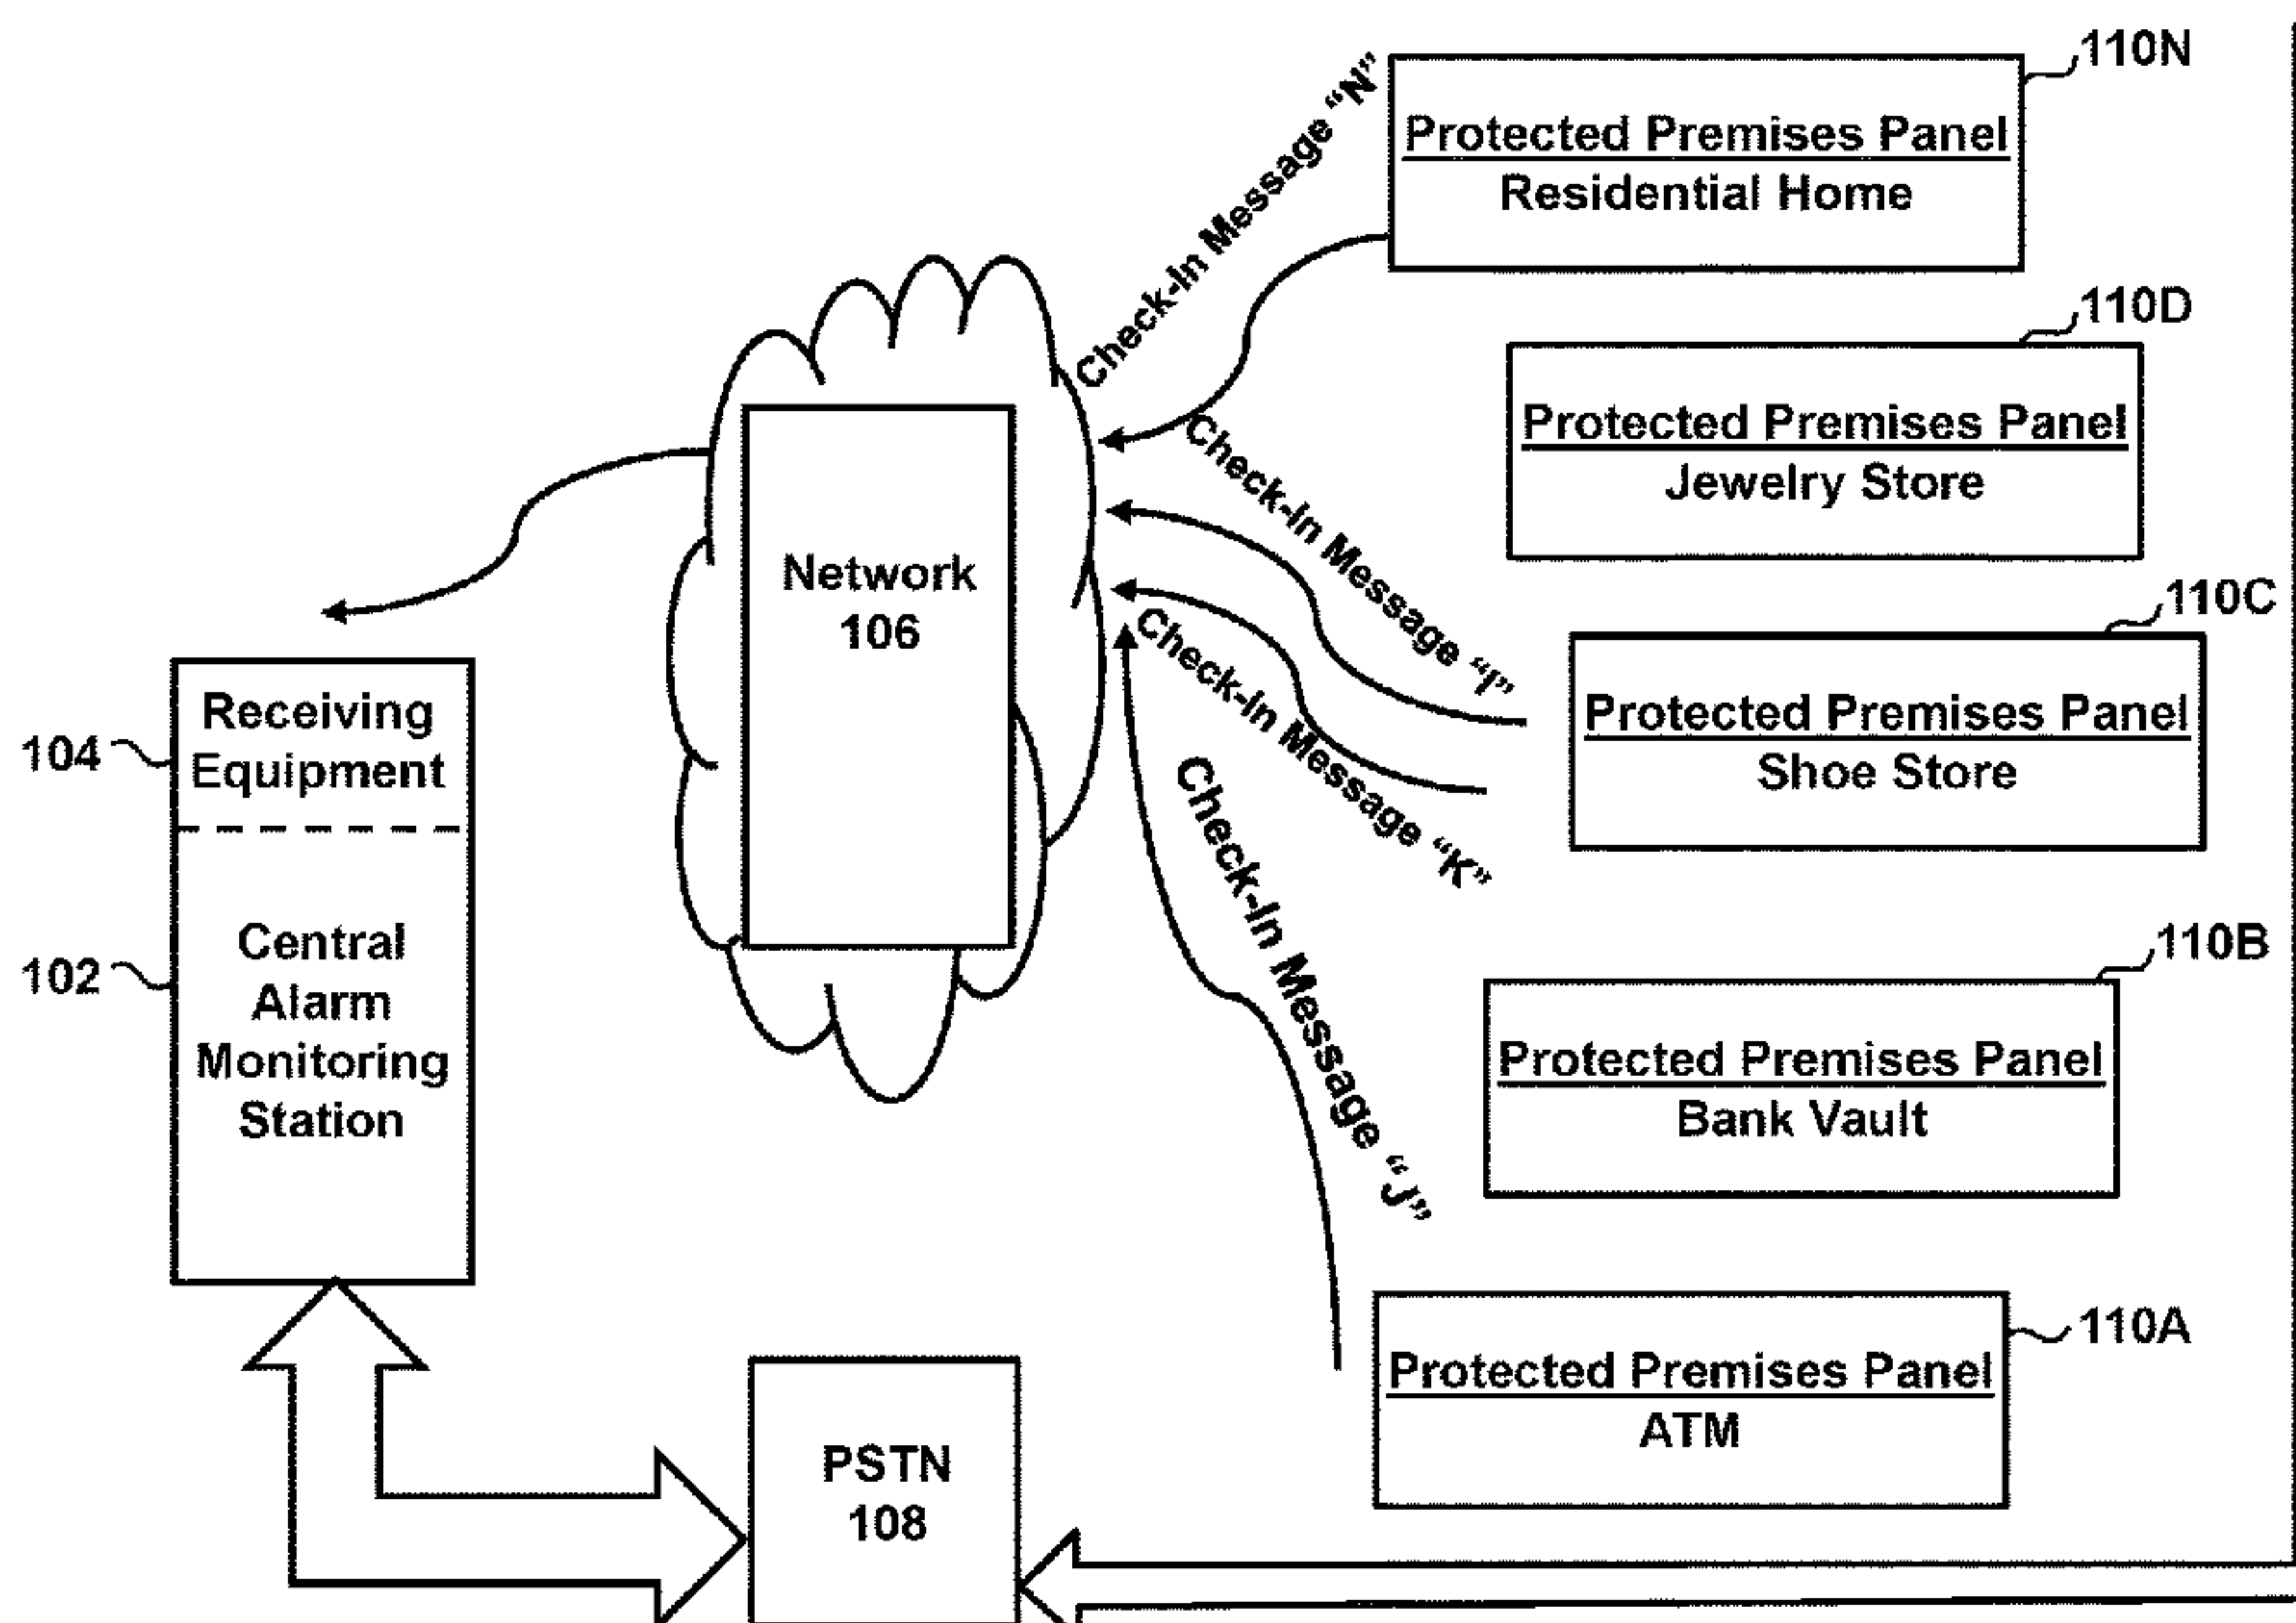 110N
Protected Premises Panel
Residential Home
Check-In Message “N”
110D
Protected Premises Panel
Jewelry Store
Check-In Message “I”
110C
Protected Premises Panel
Shoe Store
Check-In Message “K”
Network
106
104
Receiving
Equipment
102
Central
Alarm
Monitoring
Station
Check-In Message “J”
110B
Protected Premises Panel
Bank Vault
110A
Protected Premises Panel
ATM
PSTN
108